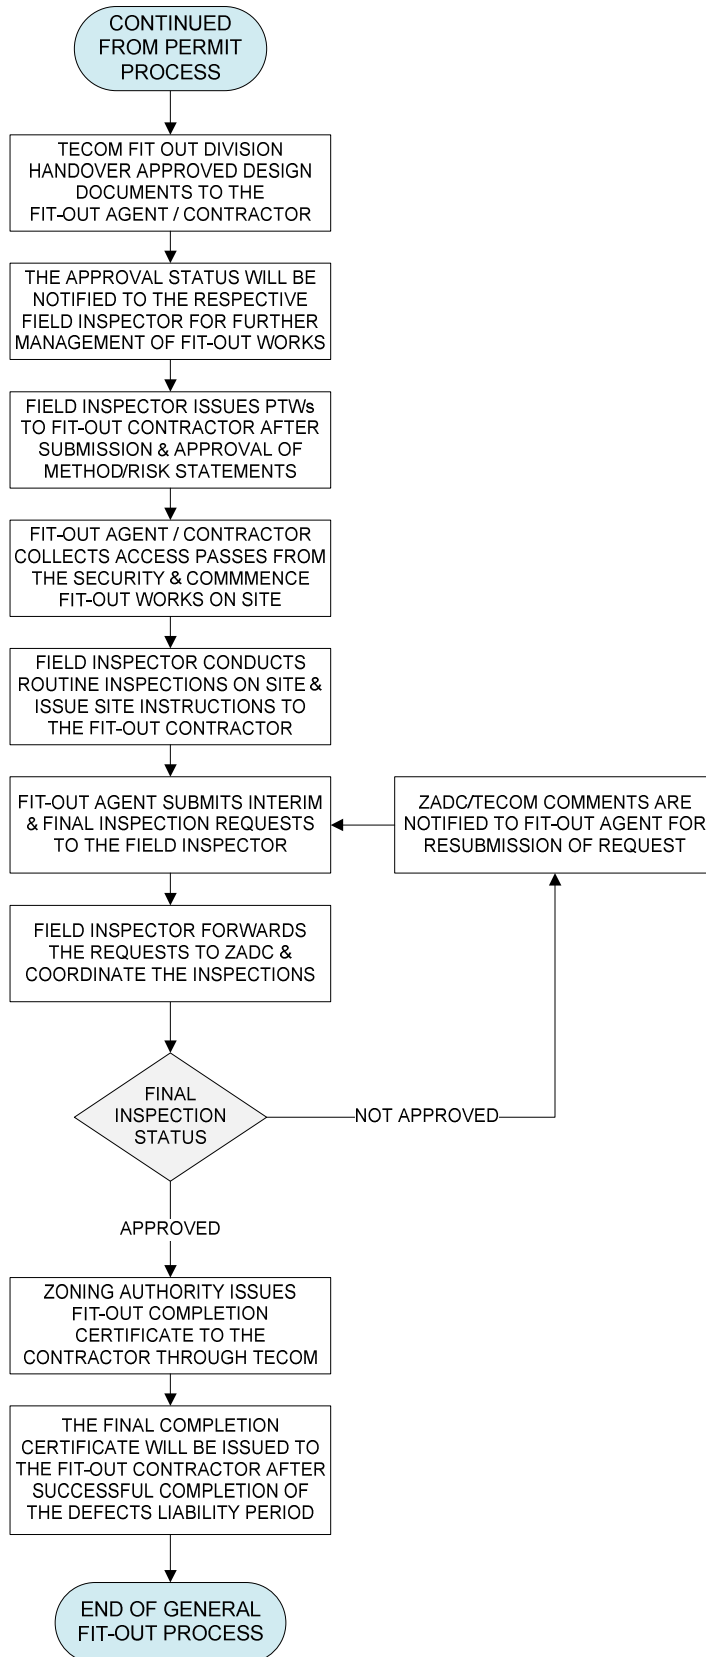 CONTINUED
FROM PERMIT
PROCESS
TECOM FIT OUT DIVISION
HANDOVER APPROVED DESIGN
DOCUMENTS TO THE
FIT-OUT AGENT / CONTRACTOR
THE APPROVAL STATUS WILL BE
NOTIFIED TO THE RESPECTIVE
FIELD INSPECTOR FOR FURTHER
MANAGEMENT OF FIT-OUT WORKS
FIELD INSPECTOR ISSUES PTWs
TO FIT-OUT CONTRACTOR AFTER
SUBMISSION & APPROVAL OF
METHOD/RISK STATEMENTS
FIT-OUT AGENT / CONTRACTOR
COLLECTS ACCESS PASSES FROM
THE SECURITY & COMMMENCE
FIT-OUT WORKS ON SITE
FIELD INSPECTOR CONDUCTS
ROUTINE INSPECTIONS ON SITE &
ISSUE SITE INSTRUCTIONS TO
THE FIT-OUT CONTRACTOR
FIT-OUT AGENT SUBMITS INTERIM
& FINAL INSPECTION REQUESTS
TO THE FIELD INSPECTOR
ZADC/TECOM COMMENTS ARE
NOTIFIED TO FIT-OUT AGENT FOR
RESUBMISSION OF REQUEST
FIELD INSPECTOR FORWARDS
THE REQUESTS TO ZADC &
COORDINATE THE INSPECTIONS
FINAL
INSPECTION
STATUS
NOT APPROVED
APPROVED
ZONING AUTHORITY ISSUES
FIT-OUT COMPLETION
CERTIFICATE TO THE
CONTRACTOR THROUGH TECOM
THE FINAL COMPLETION
CERTIFICATE WILL BE ISSUED TO
THE FIT-OUT CONTRACTOR AFTER
SUCCESSFUL COMPLETION OF
THE DEFECTS LIABILITY PERIOD
END OF GENERAL
FIT-OUT PROCESS